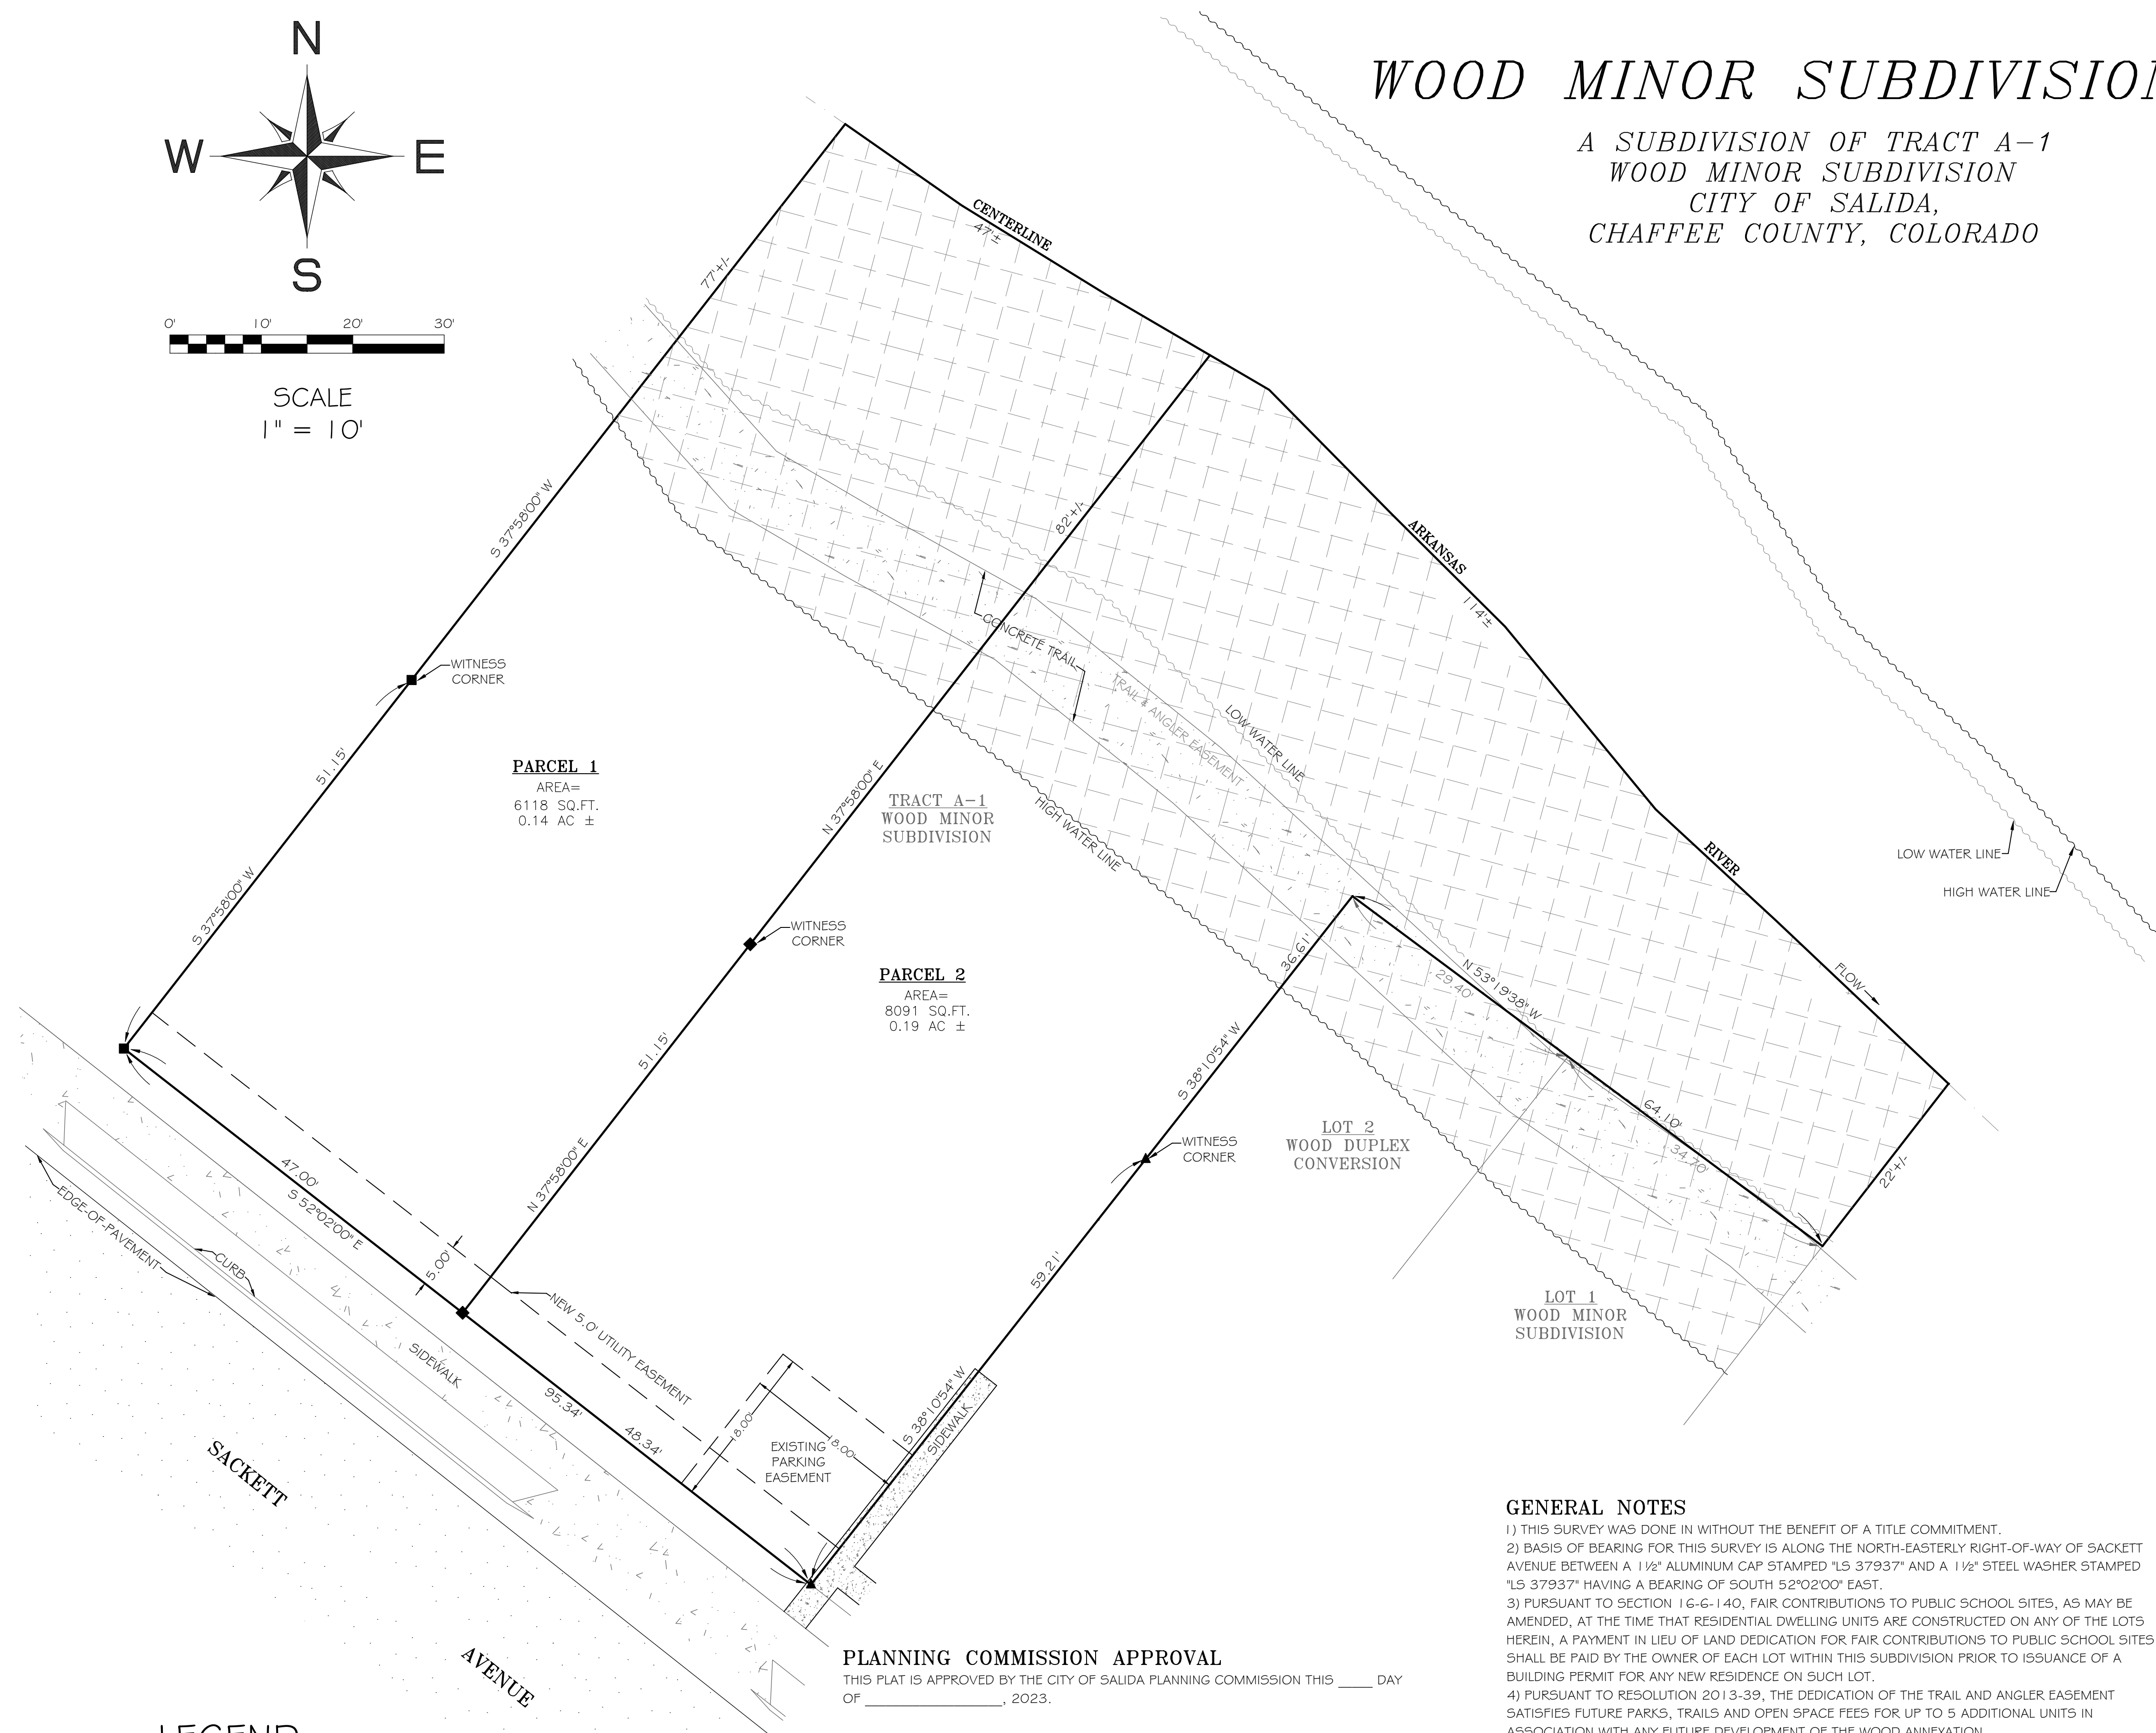 WOOD MINOR SUBDIVISION
A SUBDIVISION OF TRACT A-1
WOOD MINOR SUBDIVISION
CITY OF SALIDA,
CHAFFEE COUNTY, COLORADO
N
W
E
S
0'
10'
20'
30'
SCALE
1" = 10'
CENTERLINE
47'±
77'+/-
S 37°58'00" W
82'+/-
ARKANSAS
114'±
CONCRETE TRAIL
TRAIL & ANGLER EASEMENT
LOW WATER LINE
HIGH WATER LINE
WITNESS
CORNER
51.15'
PARCEL 1
AREA=
6118 SQ.FT.
0.14 AC ±
N 37°58'00" E
TRACT A-1
WOOD MINOR
SUBDIVISION
RIVER
LOW WATER LINE
HIGH WATER LINE
S 37°58'00" W
WITNESS
CORNER
PARCEL 2
AREA=
8091 SQ.FT.
0.19 AC ±
36.61'
29.40'
N 53°19'38" W
FLOW
51.15'
S 38°10'54" W
64.10'
34.70'
22'+/-
LOT 2
WOOD DUPLEX
CONVERSION
WITNESS
CORNER
47.00'
S 52°02'00" E
N 37°58'00" E
EDGE-OF-PAVEMENT
CURB
5.00'
59.21'
LOT 1
WOOD MINOR
SUBDIVISION
NEW 5.0' UTILITY EASEMENT
SIDEWALK
95.34'
48.34'
18.00'
18.00'
EXISTING
PARKING
EASEMENT
S 38°10'54" W
SIDEWALK
SACKETT
AVENUE
GENERAL NOTES
1) THIS SURVEY WAS DONE IN WITHOUT THE BENEFIT OF A TITLE COMMITMENT.
2) BASIS OF BEARING FOR THIS SURVEY IS ALONG THE NORTH-EASTERLY RIGHT-OF-WAY OF SACKETT
AVENUE BETWEEN A 1½" ALUMINUM CAP STAMPED "LS 37937" AND A 1½" STEEL WASHER STAMPED
"LS 37937" HAVING A BEARING OF SOUTH 52°02'00" EAST.
3) PURSUANT TO SECTION 16-6-140, FAIR CONTRIBUTIONS TO PUBLIC SCHOOL SITES, AS MAY BE
AMENDED, AT THE TIME THAT RESIDENTIAL DWELLING UNITS ARE CONSTRUCTED ON ANY OF THE LOTS
HEREIN, A PAYMENT IN LIEU OF LAND DEDICATION FOR FAIR CONTRIBUTIONS TO PUBLIC SCHOOL SITES
SHALL BE PAID BY THE OWNER OF EACH LOT WITHIN THIS SUBDIVISION PRIOR TO ISSUANCE OF A
BUILDING PERMIT FOR ANY NEW RESIDENCE ON SUCH LOT.
4) PURSUANT TO RESOLUTION 2013-39, THE DEDICATION OF THE TRAIL AND ANGLER EASEMENT
SATISFIES FUTURE PARKS, TRAILS AND OPEN SPACE FEES FOR UP TO 5 ADDITIONAL UNITS IN
ASSOCIATION WITH ANY FUTURE DEVELOPMENT OF THE WOOD ANNEXATION.
PLANNING COMMISSION APPROVAL
THIS PLAT IS APPROVED BY THE CITY OF SALIDA PLANNING COMMISSION THIS _____ DAY
OF ____________________, 2023.
LEGEND